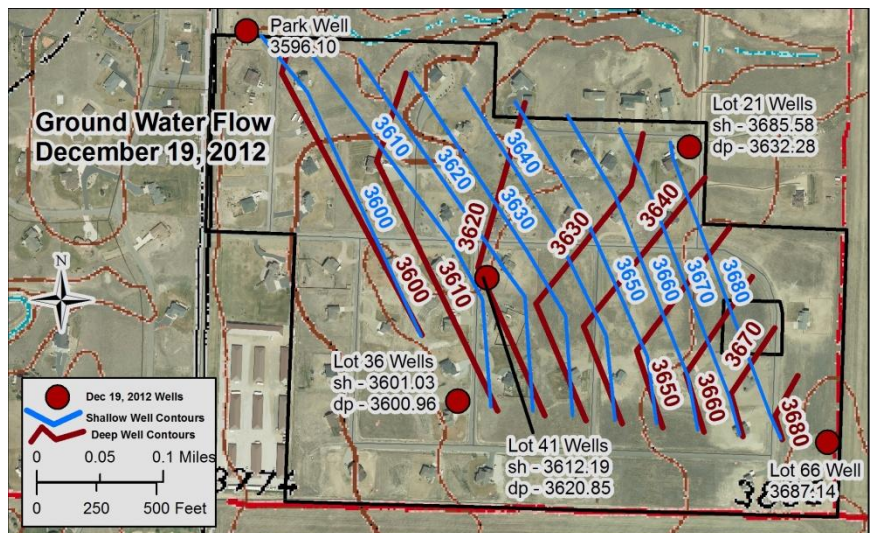 Park Well
3596.10
Ground Water Flow
December 19, 2012
Lot 21 Wells
sh - 3685.58
dp - 3632.28
3610
3620
3640
3600
3630
3620
3630
3640
3600
3610
3650
3660
3670
3680
3670
3650
3660
3680
N
Lot 36 Wells
sh - 3601.03
dp - 3600.96
Lot 41 Wells
sh - 3612.19
dp - 3620.85
Lot 66 Well
3687.14
Dec 19, 2012 Wells
Shallow Well Contours
Deep Well Contours
0 0.05 0.1 Miles
0 250 500 Feet